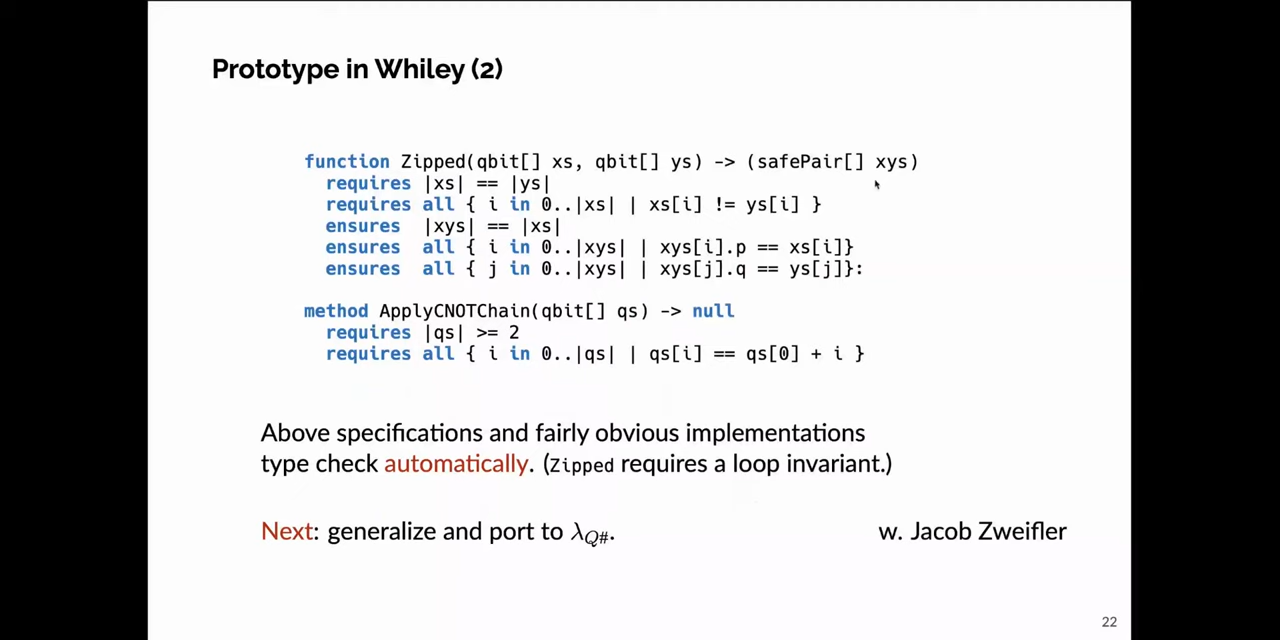 Prototype in Whiley (2)
function Zipped(qbit[] xs, qbit[] ys) -> (safePair[] xys)
requires |xs| == |ys|
requires all { i in 0..|xs| | xs[i] != ys[i] }
ensures |xys| == |xs|
ensures all { i in 0..|xys| | xys[i].p == xs[i]}
ensures all { j in 0..|xys| | xys[j].q == ys[j]}:
method ApplyCNOTChain(qbit[] qs) -> null
requires |qs| >= 2
requires all { i in 0..|qs| | qs[i] == qs[0] + i }
Above specifications and fairly obvious implementations
type check automatically. (Zipped requires a loop invariant.)
Next: generalize and port to λQ#.
w. Jacob Zweifler
22